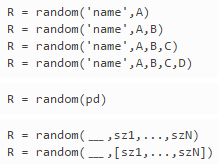 R = random('name',A)
R = random('name',A,B)
R = random('name',A,B,C)
R = random('name',A,B,C,D)
R = random(pd)
R = random(___,sz1,...,szN)
R = random(___,[sz1,...,szN])